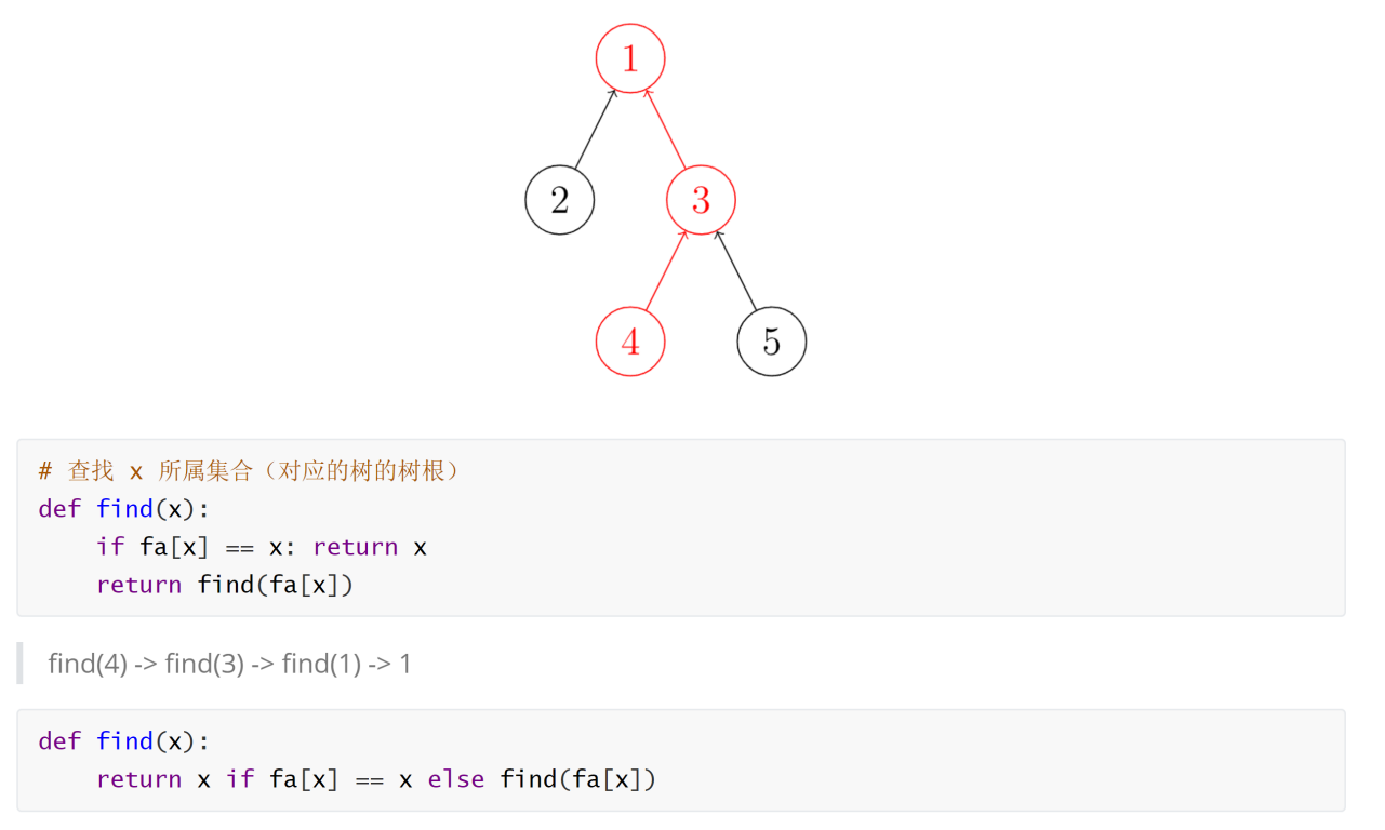 1
2
3
4
5
# 查找 x 所属集合（对应的树的树根）
def find(x):
    if fa[x] == x: return x
    return find(fa[x])
find(4) -> find(3) -> find(1) -> 1
def find(x):
    return x if fa[x] == x else find(fa[x])